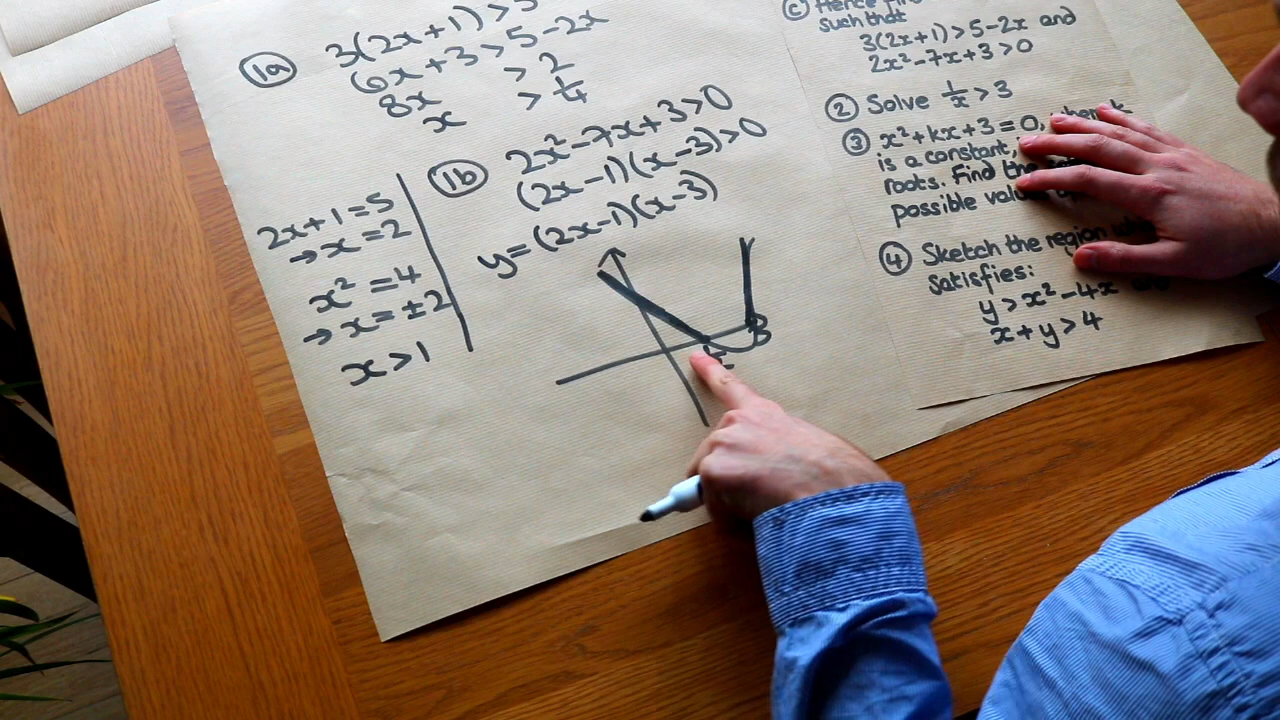 1a 3(2x+1)>5
6x+3>5-2x
8x > 2
x > 1/4
2x+1=5
→x=2
x²=4
→x=±2
x>1
1b 2x²-7x+3>0
(2x-1)(x-3)>0
y=(2x-1)(x-3)
3
c) Hence
such that
3(2x+1)>5-2x and
2x²-7x+3>0
2 Solve 1/x>3
3 x²+kx+3=0,
is a constant,
roots. Find the
possible
4 Sketch the region
satisfies:
y>x²-4x
x+y>4